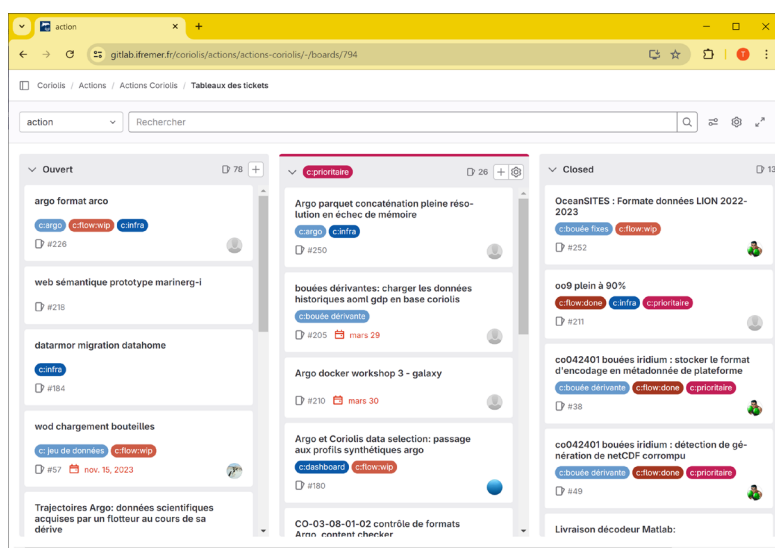 action
gitlab.ifremer.fr/coriolis/actions/actions-coriolis/-/boards/794
T
Coriolis / Actions / Actions Coriolis / Tableaux des tickets
action
Rechercher
Ouvert
78
argo format arco
c:argo c:flow:wip c:infra
#226
web sémantique prototype marinerg-i
#218
datarmor migration datahome
c:infra
#184
wod chargement bouteilles
c: jeu de données c:flow:wip
#57 nov. 15, 2023
Trajectoires Argo: données scientifiques
acquises par un flotteur au cours de sa
dérive
c:prioritaire
26
Argo parquet concaténation pleine réso-
lution en échec de mémoire
c:argo c:infra
#250
bouées dérivantes: charger les données
historiques aoml gdp en base coriolis
c:bouée dérivante
#205 mars 29
Argo docker workshop 3 - galaxy
#210 mars 30
Argo et Coriolis data selection: passage
aux profils synthétiques argo
c:dashboard c:flow:wip
#180
CO-03-08-01-02 contrôle de formats
Argo, content checker
Closed
13
OceanSITES : Formate données LION 2022-
2023
c:bouée fixes c:flow:wip
#252
oo9 plein à 90%
c:flow:done c:infra c:prioritaire
#211
co042401 bouées iridium : stocker le format
d'encodage en métadonnée de plateforme
c:bouée dérivante c:flow:done c:prioritaire
#38
co042401 bouées iridium : détection de gé-
nération de netCDF corrompu
c:bouée dérivante c:flow:done c:prioritaire
#49
Livraison décodeur Matlab: